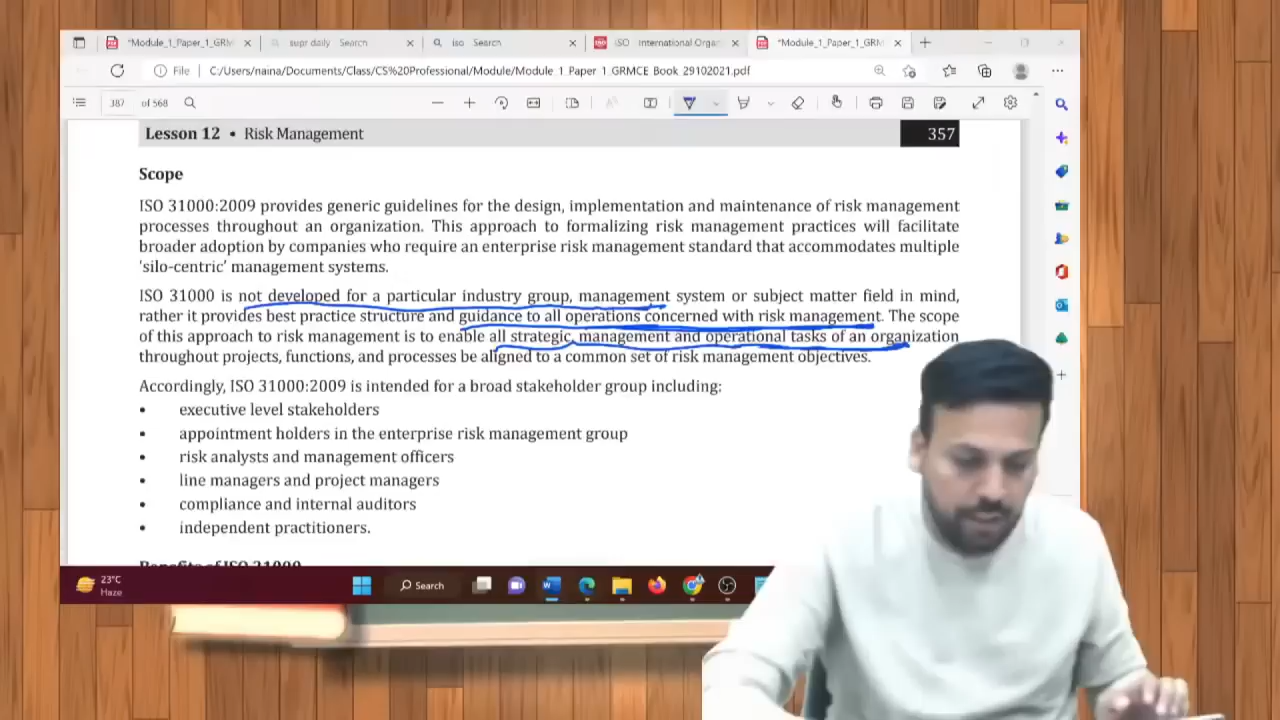 *Module_1_Paper_1_GRM
supr daily Search
iso Search
ISO International Organ
*Module_1_Paper_1_GRM
File C:/Users/naina/Documents/Class/CS%20Professional/Module/Module_1_Paper_1_GRMCE_Book_29102021.pdf
387 of 568
Lesson 12 • Risk Management 357
Scope
ISO 31000:2009 provides generic guidelines for the design, implementation and maintenance of risk management
processes throughout an organization. This approach to formalizing risk management practices will facilitate
broader adoption by companies who require an enterprise risk management standard that accommodates multiple
'silo-centric' management systems.
ISO 31000 is not developed for a particular industry group, management system or subject matter field in mind,
rather it provides best practice structure and guidance to all operations concerned with risk management. The scope
of this approach to risk management is to enable all strategic, management and operational tasks of an organization
throughout projects, functions, and processes be aligned to a common set of risk management objectives.
Accordingly, ISO 31000:2009 is intended for a broad stakeholder group including:
• executive level stakeholders
• appointment holders in the enterprise risk management group
• risk analysts and management officers
• line managers and project managers
• compliance and internal auditors
• independent practitioners.
Benefits of ISO 31000
23°C
Haze
Search